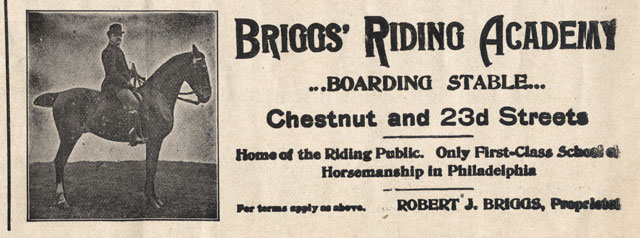 BRIGGS' RIDING ACADEMY
...BOARDING STABLE...
Chestnut and 23d Streets
Home of the Riding Public. Only First-Class School of
Horsemanship in Philadelphia
For terms apply as above. ROBERT J. BRIGGS, Proprietor